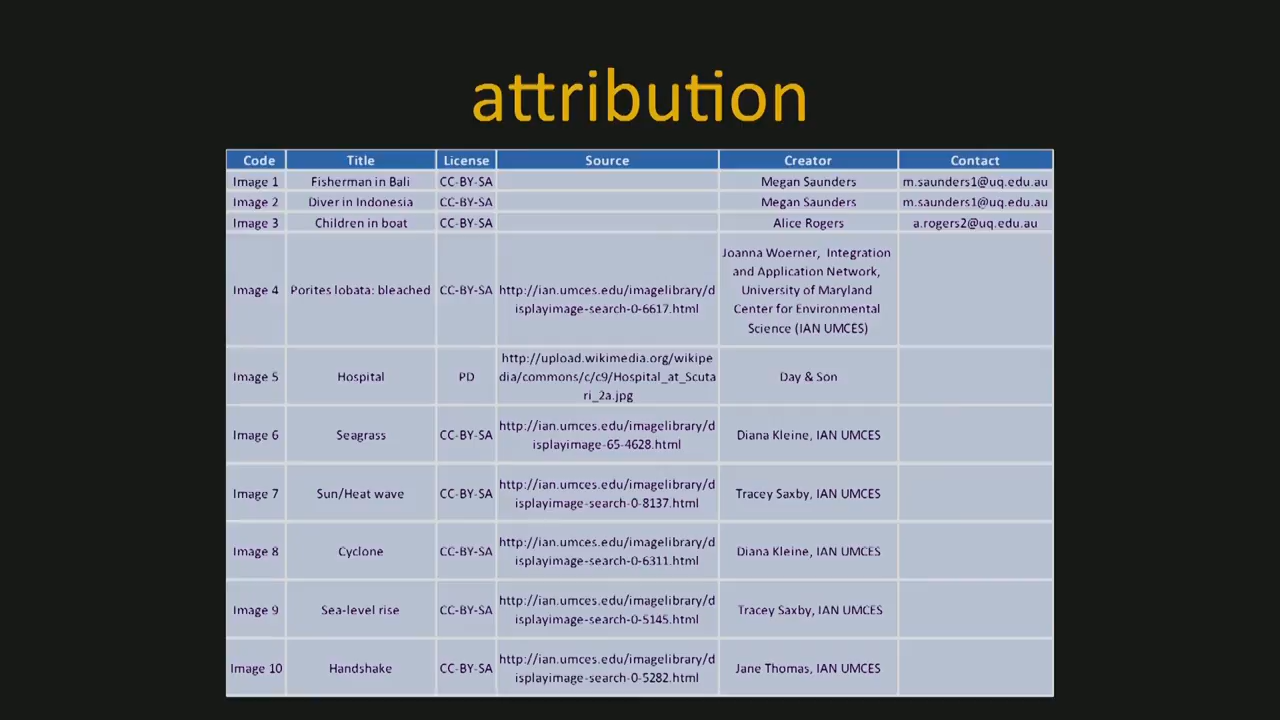 attribution
Code Title License Source Creator Contact
Image 1 Fisherman in Bali CC-BY-SA Megan Saunders m.saunders1@uq.edu.au
Image 2 Diver in Indonesia CC-BY-SA Megan Saunders m.saunders1@uq.edu.au
Image 3 Children in boat CC-BY-SA Alice Rogers a.rogers2@uq.edu.au
Image 4 Porites lobata: bleached CC-BY-SA
http://ian.umces.edu/imagelibrary/d
isplayimage-search-0-6617.html
Joanna Woerner, Integration
and Application Network,
University of Maryland
Center for Environmental
Science (IAN UMCES)
Image 5 Hospital PD
http://upload.wikimedia.org/wikipe
dia/commons/c/c9/Hospital_at_Scuta
ri_2a.jpg
Day & Son
Image 6 Seagrass CC-BY-SA
http://ian.umces.edu/imagelibrary/d
isplayimage-65-4628.html
Diana Kleine, IAN UMCES
Image 7 Sun/Heat wave CC-BY-SA
http://ian.umces.edu/imagelibrary/d
isplayimage-search-0-8137.html
Tracey Saxby, IAN UMCES
Image 8 Cyclone CC-BY-SA
http://ian.umces.edu/imagelibrary/d
isplayimage-search-0-6311.html
Diana Kleine, IAN UMCES
Image 9 Sea-level rise CC-BY-SA
http://ian.umces.edu/imagelibrary/d
isplayimage-search-0-5145.html
Tracey Saxby, IAN UMCES
Image 10 Handshake CC-BY-SA
http://ian.umces.edu/imagelibrary/d
isplayimage-search-0-5282.html
Jane Thomas, IAN UMCES